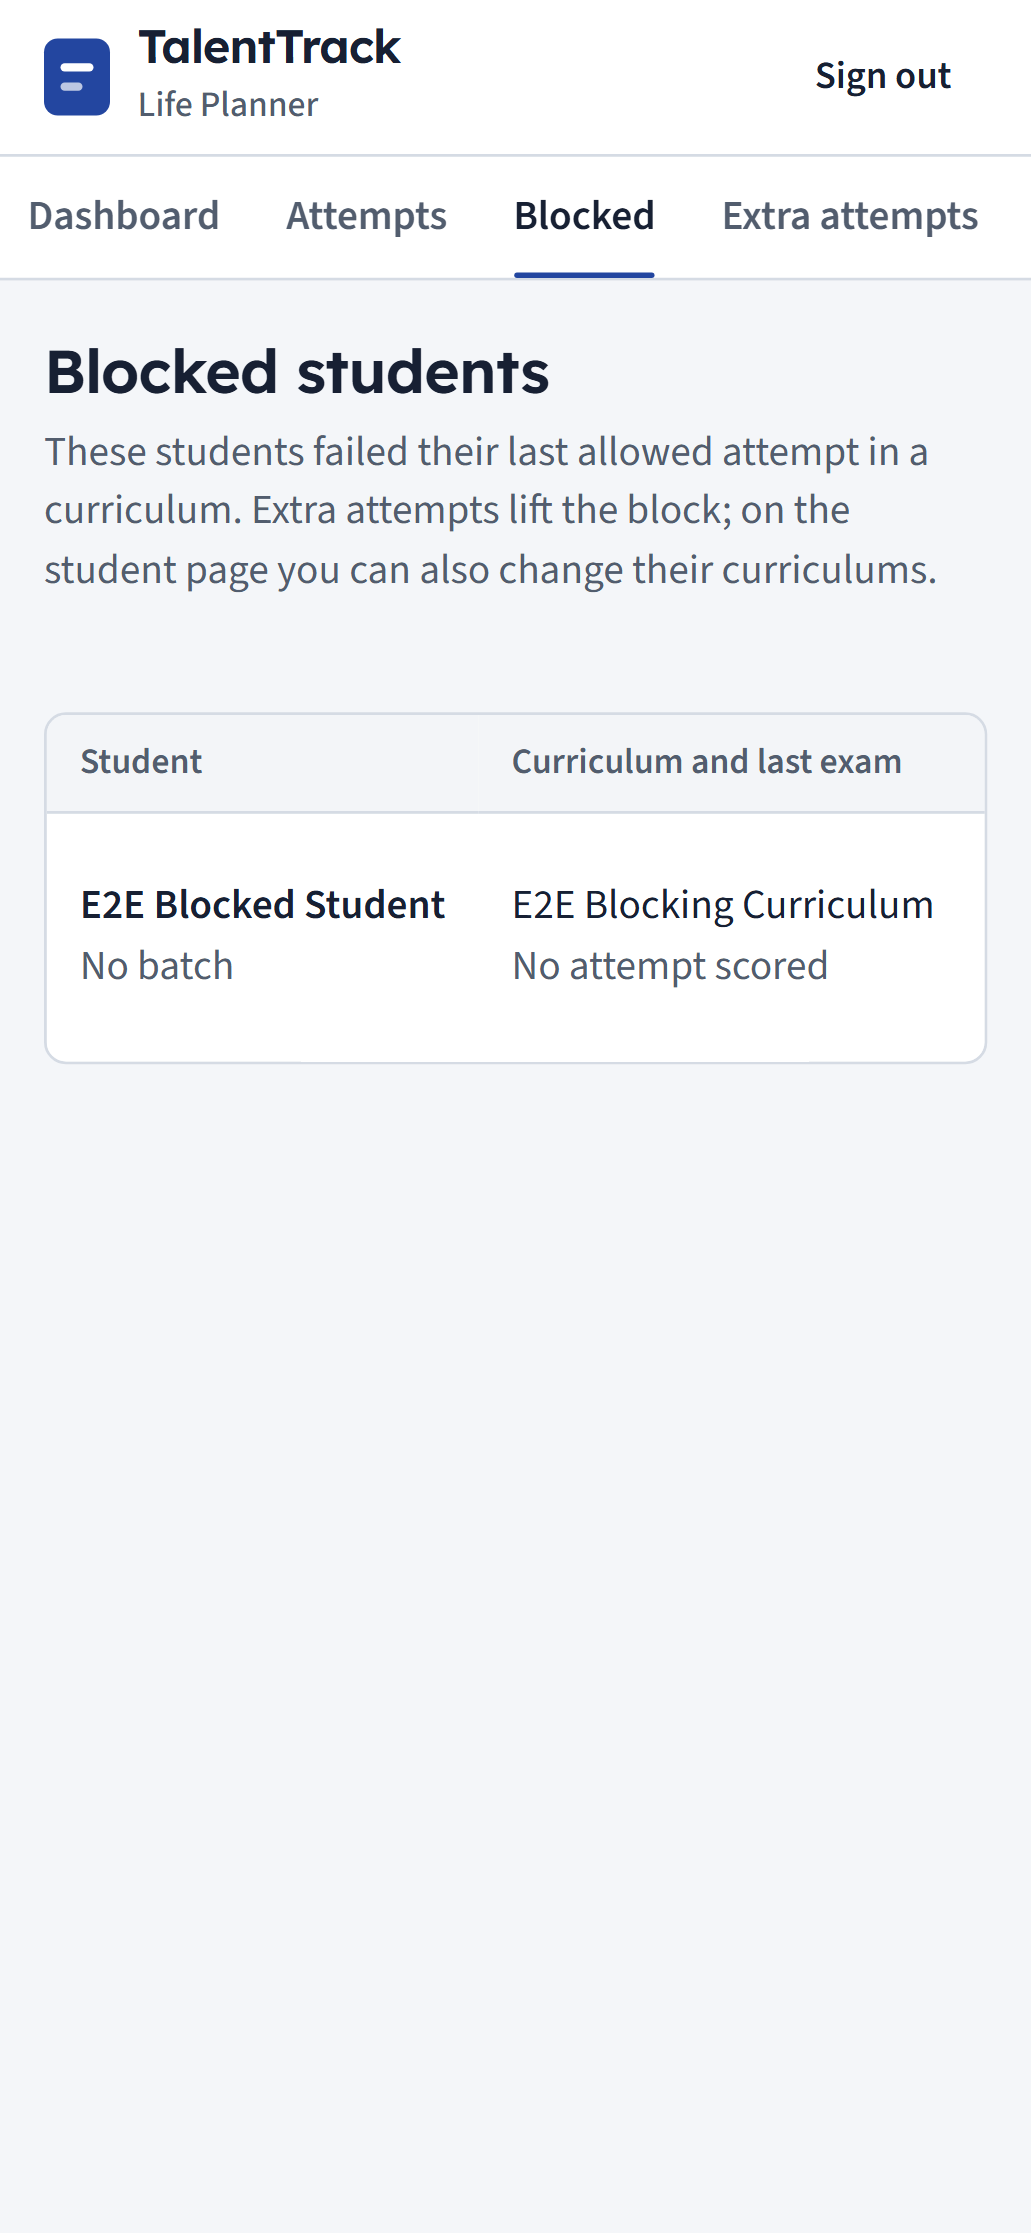 TalentTrack
Life Planner
Sign out
Dashboard Attempts Blocked Extra attempts
Blocked students
These students failed their last allowed attempt in a
curriculum. Extra attempts lift the block; on the
student page you can also change their curriculums.
Student Curriculum and last exam
E2E Blocked Student E2E Blocking Curriculum
No batch No attempt scored